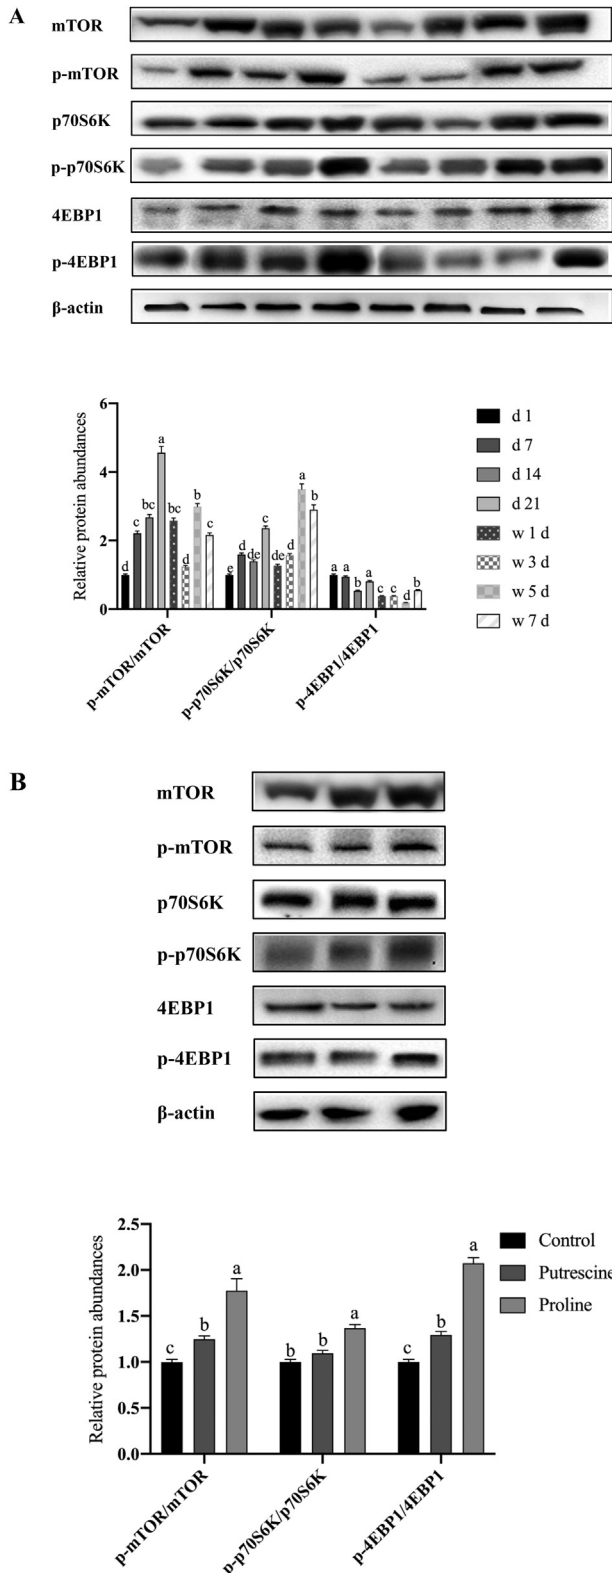 A
mTOR
p-mTOR
p70S6K
p-p70S6K
4EBP1
p-4EBP1
β-actin
Relative protein abundances
6
4
2
0
d c bc a bc d b c
e d de c de d a b
a a b a c c d b
p-mTOR/mTOR
p-p70S6K/p70S6K
p-4EBP1/4EBP1
d 1
d 7
d 14
d 21
w 1 d
w 3 d
w 5 d
w 7 d
B
mTOR
p-mTOR
p70S6K
p-p70S6K
4EBP1
p-4EBP1
β-actin
Relative protein abundances
2.5
2.0
1.5
1.0
0.5
0.0
c b a
b b a
c b a
p-mTOR/mTOR
p-p70S6K/p70S6K
p-4EBP1/4EBP1
Control
Putrescine
Proline